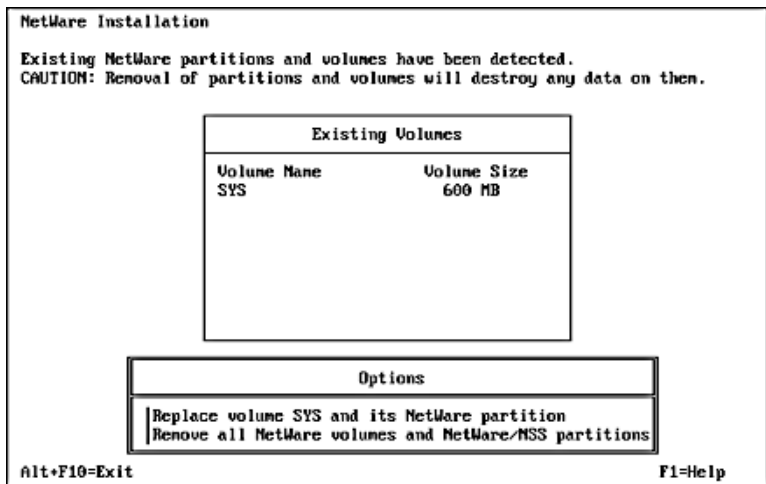 NetWare Installation
Existing NetWare partitions and volumes have been detected.
CAUTION: Removal of partitions and volumes will destroy any data on them.
Existing Volumes
Volume Name Volume Size
SYS 600 MB
Options
Replace volume SYS and its NetWare partition
Remove all NetWare volumes and NetWare/NSS partitions
Alt+F10=Exit F1=Help